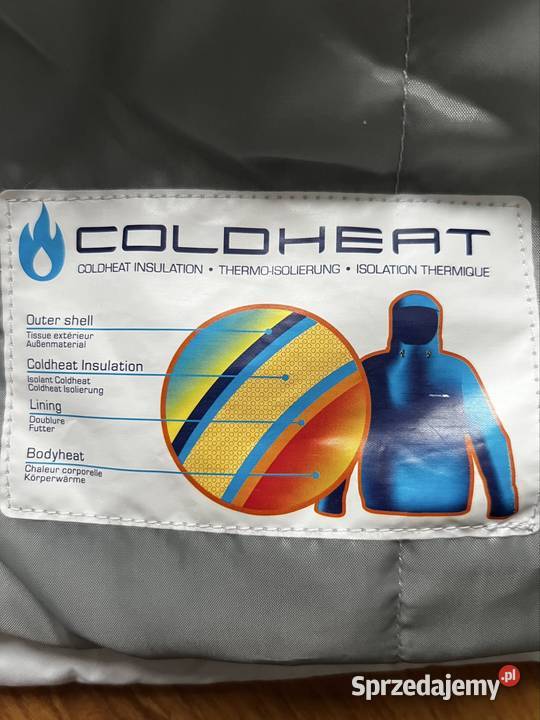 COLDHEAT
COLDHEAT INSULATION • THERMO-ISOLIERUNG • ISOLATION THERMIQUE
Outer shell
Tissue extérieur
Außenmaterial
Coldheat Insulation
Isolant Coldheat
Coldheat Isolierung
Lining
Doublure
Futter
Bodyheat
Chaleur corporelle
Körperwärme
Sprzedajemy.pl